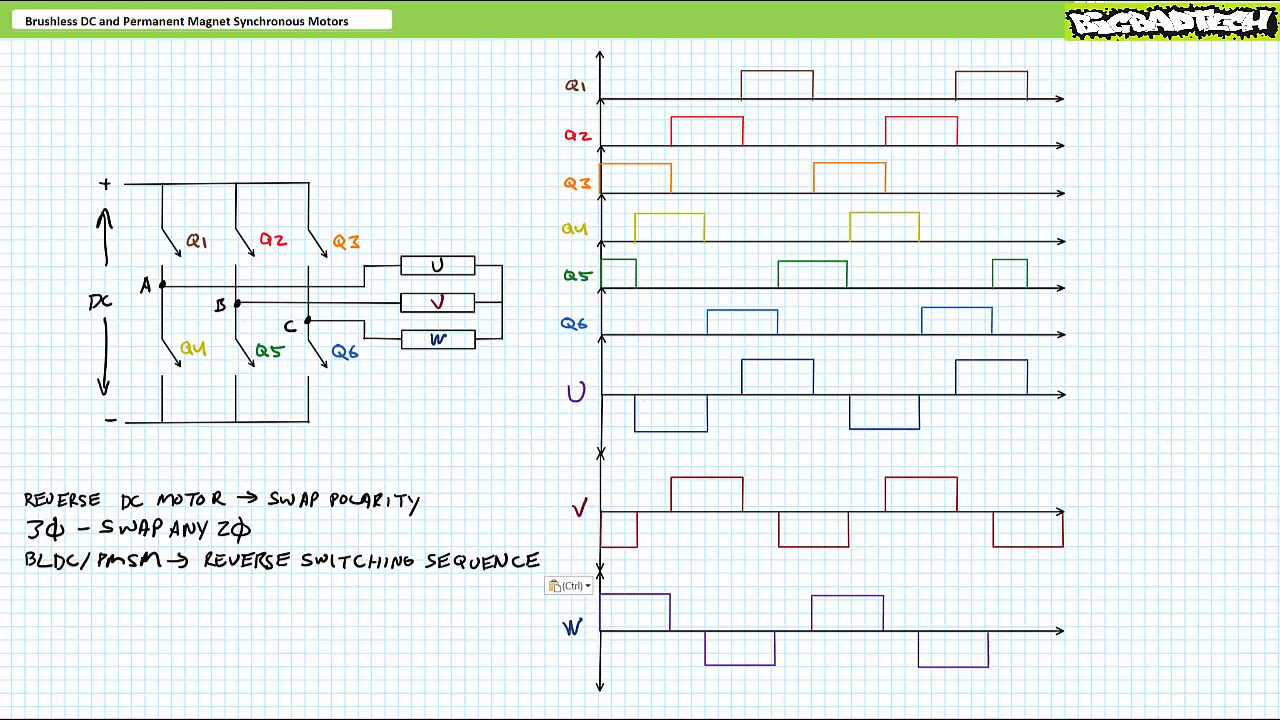 Brushless DC and Permanent Magnet Synchronous Motors
BIGBADTECH
Q1
Q2
Q3
Q4
Q5
Q6
U
V
W
+
Q1 Q2 Q3
A
B
C
DC
U
V
W
Q4 Q5 Q6
-
REVERSE DC MOTOR → SWAP POLARITY
3Φ - SWAP ANY 2Φ
BLDC/PMSM → REVERSE SWITCHING SEQUENCE
(Ctrl)